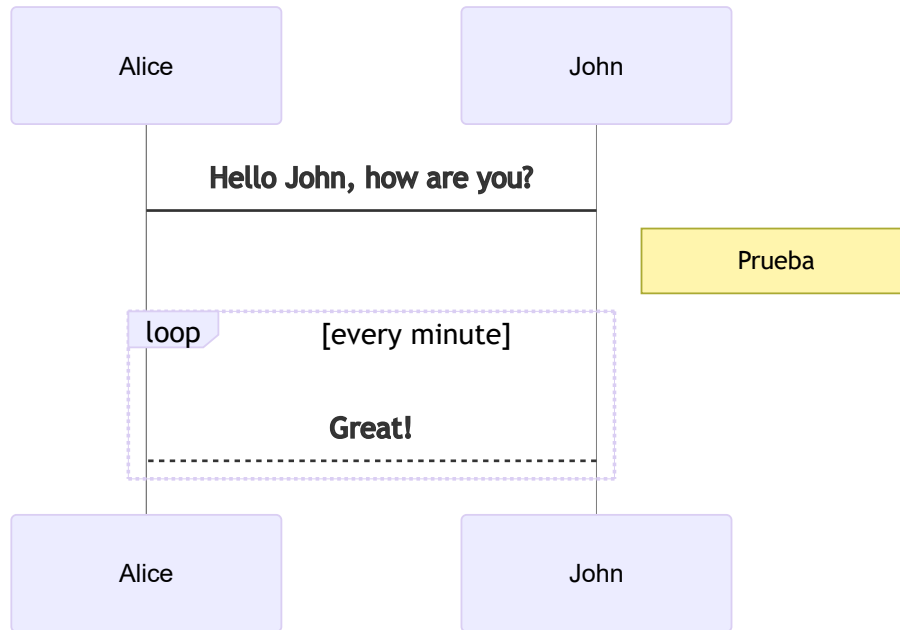 Alice
John
Hello John, how are you?
Prueba
loop
[every minute]
Great!
Alice
John